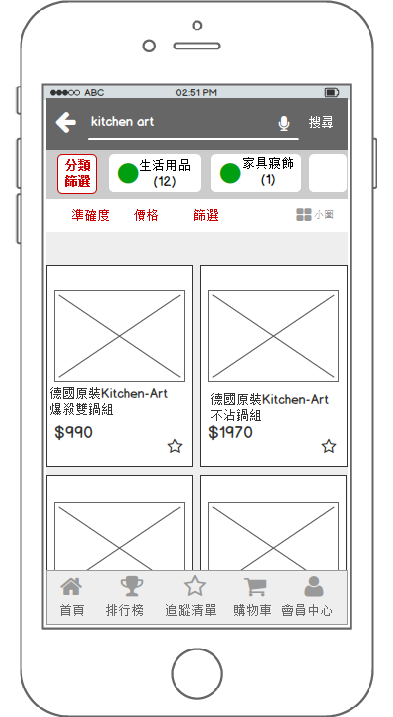 ABC 02:51 PM
kitchen art 搜尋
分類
篩選
生活用品
(12)
家具寢飾
(1)
準確度 價格 篩選 小圖
德國原裝Kitchen-Art
爆殺雙鍋組
$990
德國原裝Kitchen-Art
不沾鍋組
$1970
首頁 排行榜 追蹤清單 購物車 會員中心